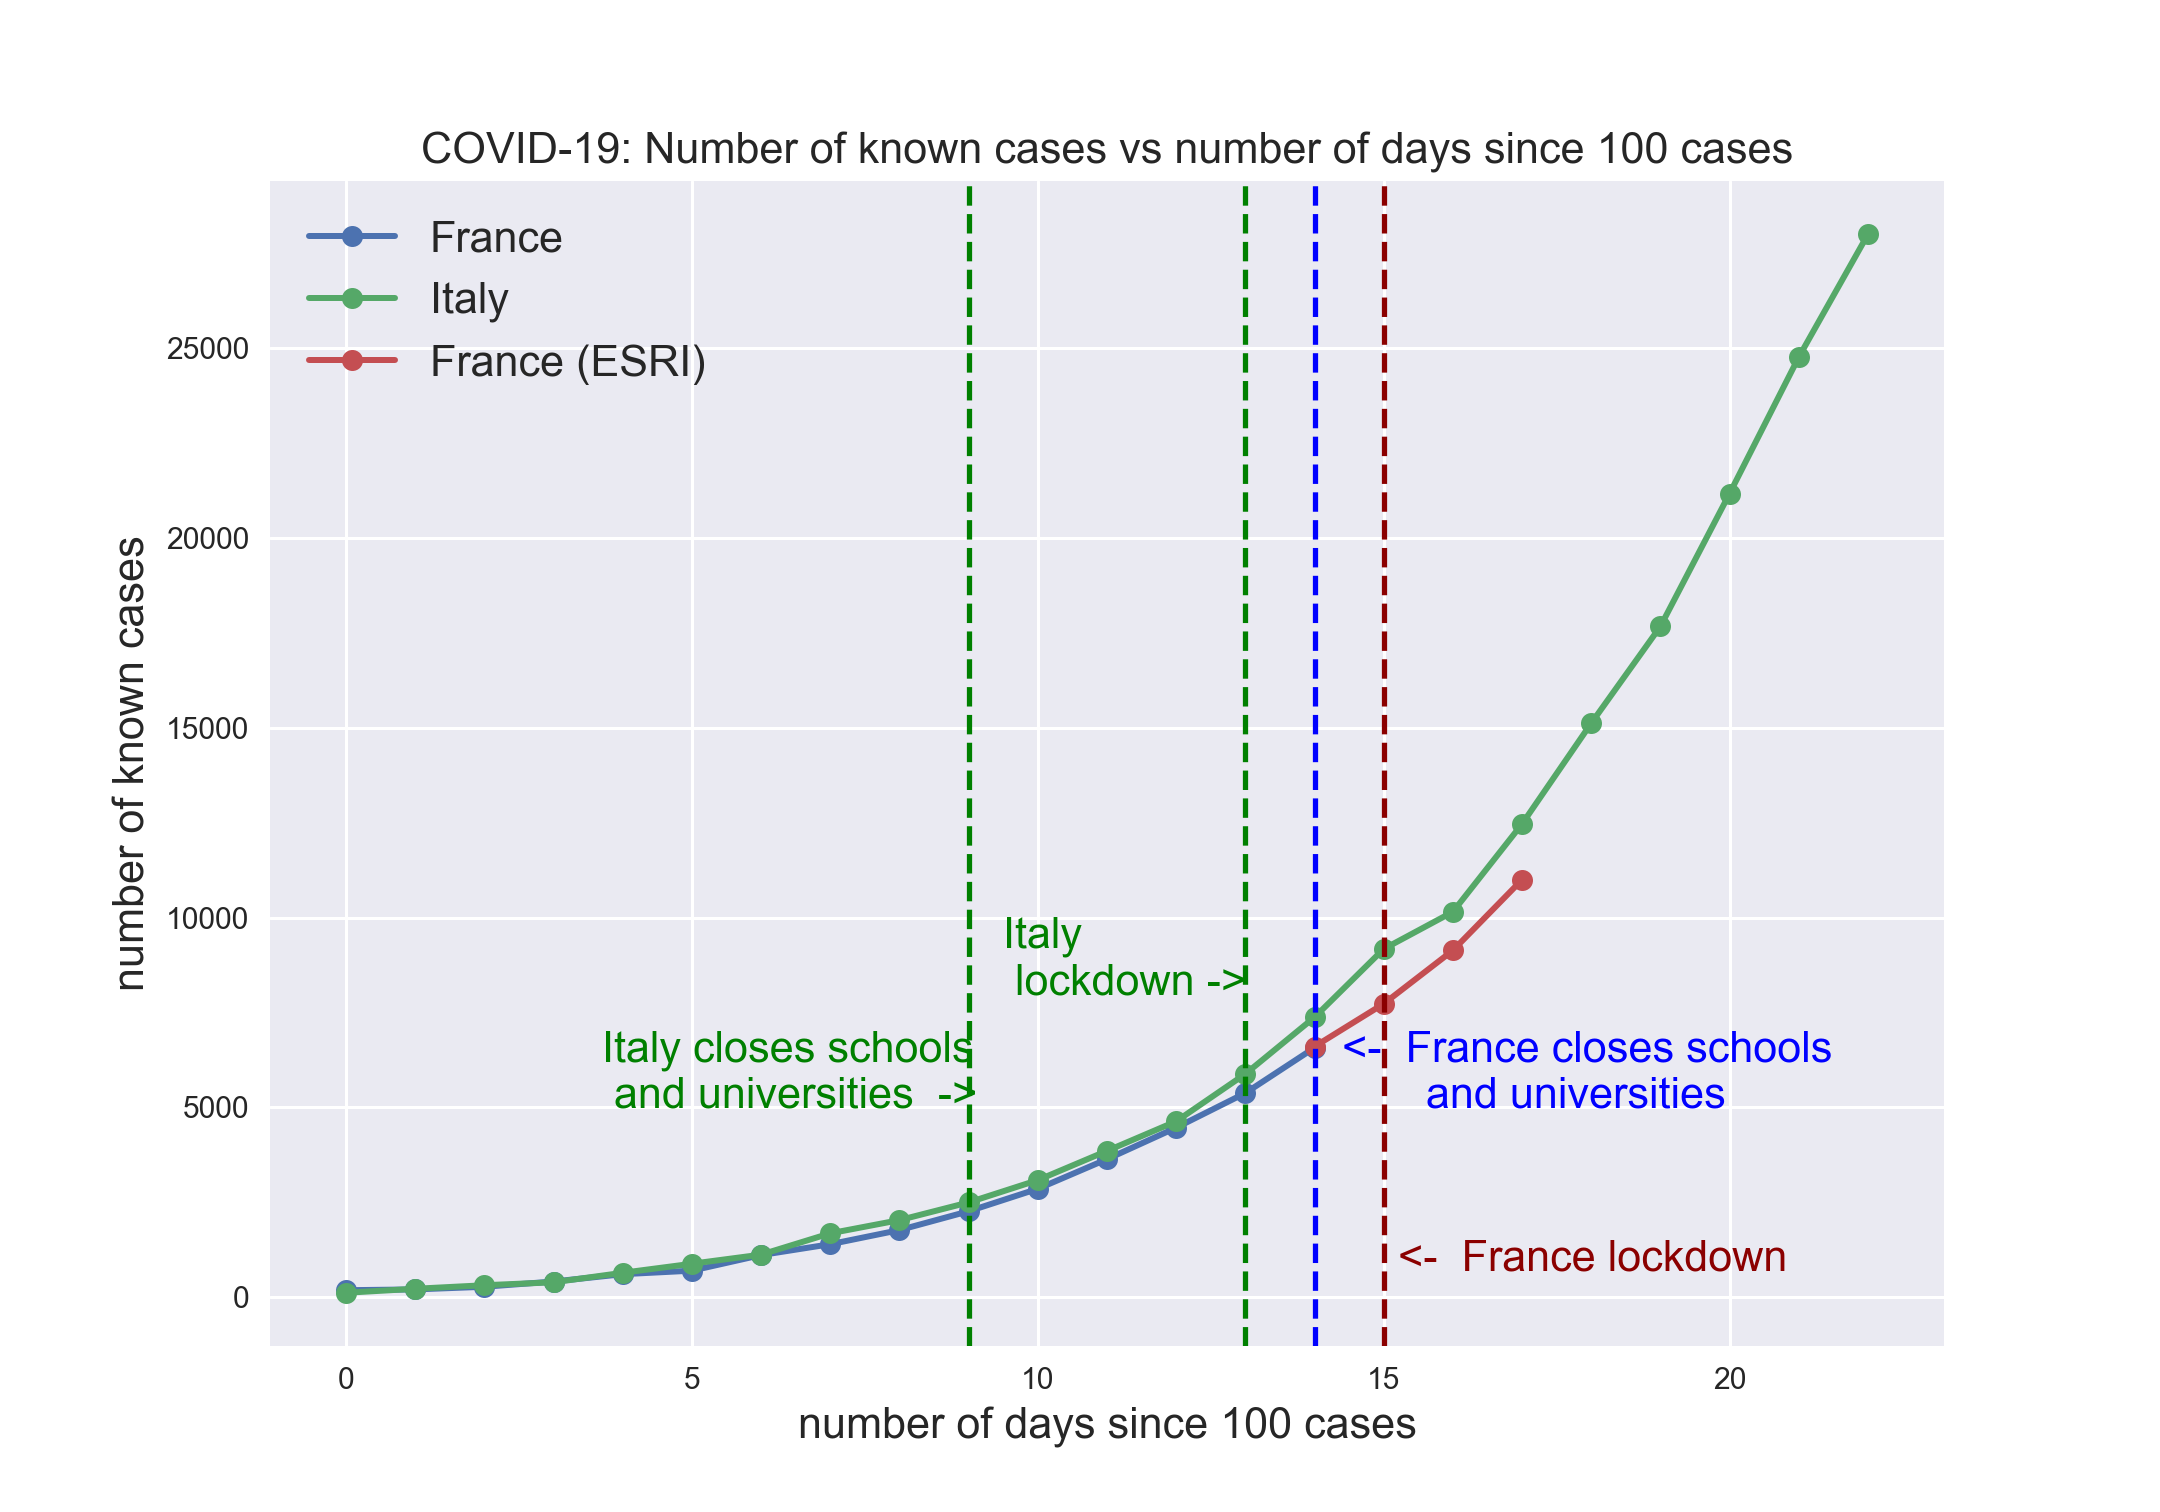 COVID-19: Number of known cases vs number of days since 100 cases
France
Italy
France (ESRI)
25000
20000
15000
10000
5000
0
number of known cases
Italy
lockdown ->
Italy closes schools
and universities ->
<- France closes schools
and universities
<- France lockdown
0 5 10 15 20
number of days since 100 cases